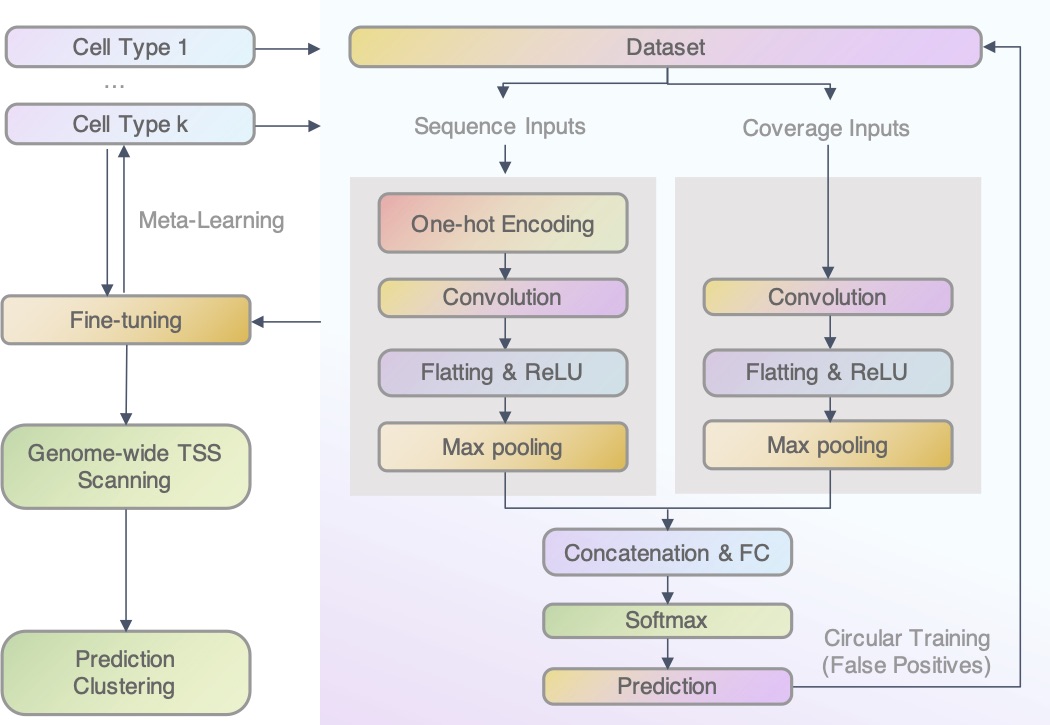 Cell Type 1
...
Cell Type k
Meta-Learning
Fine-tuning
Genome-wide TSS
Scanning
Prediction
Clustering
Dataset
Sequence Inputs
Coverage Inputs
One-hot Encoding
Convolution
Flatting & ReLU
Max pooling
Convolution
Flatting & ReLU
Max pooling
Concatenation & FC
Softmax
Prediction
Circular Training
(False Positives)